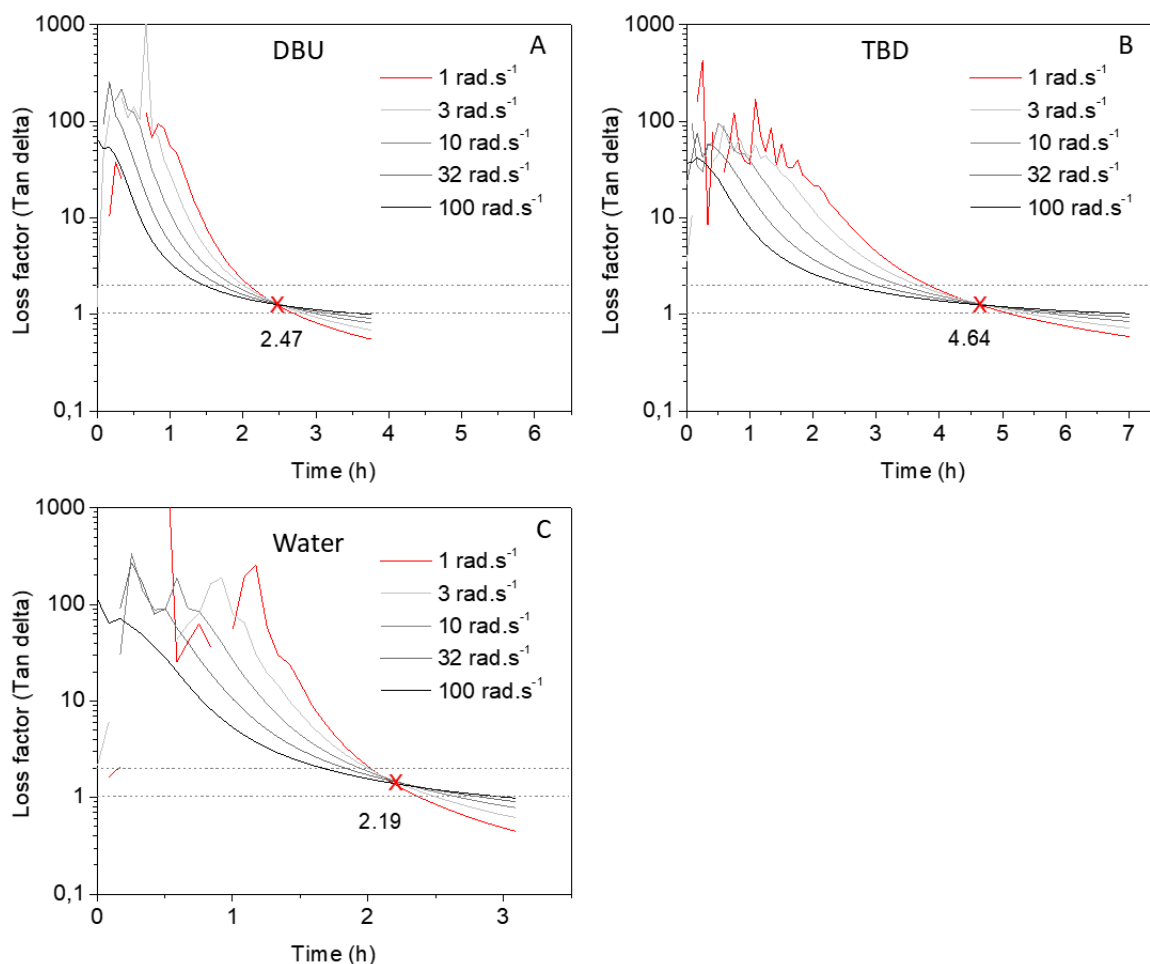 DBU
A
1 rad.s⁻¹
3 rad.s⁻¹
10 rad.s⁻¹
32 rad.s⁻¹
100 rad.s⁻¹
Loss factor (Tan delta)
1000
100
10
1
0,1
2.47
0 1 2 3 4 5 6
Time (h)
TBD
B
1 rad.s⁻¹
3 rad.s⁻¹
10 rad.s⁻¹
32 rad.s⁻¹
100 rad.s⁻¹
Loss factor (Tan delta)
1000
100
10
1
0,1
4.64
0 1 2 3 4 5 6 7
Time (h)
Water
C
1 rad.s⁻¹
3 rad.s⁻¹
10 rad.s⁻¹
32 rad.s⁻¹
100 rad.s⁻¹
Loss factor (Tan delta)
1000
100
10
1
0,1
2.19
0 1 2 3
Time (h)